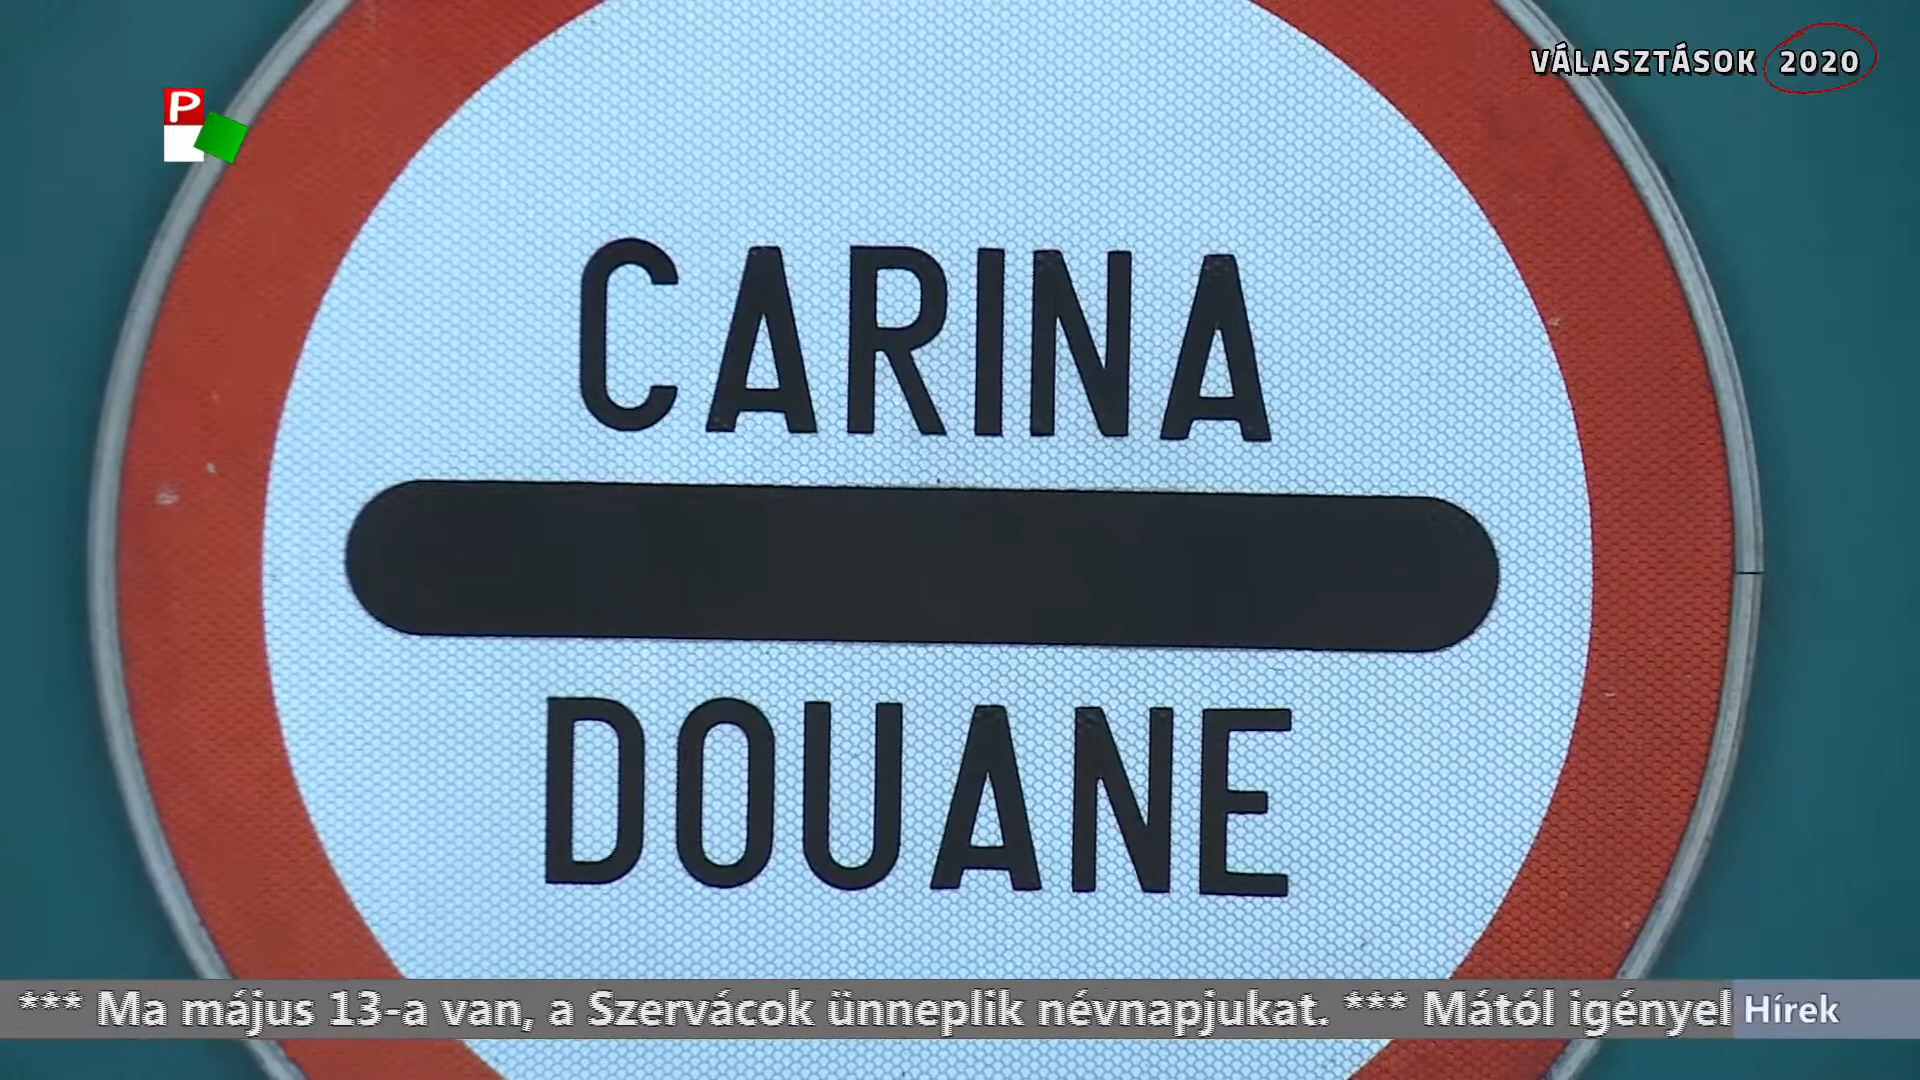 VÁLASZTÁSOK 2020
P
CARINA
DOUANE
*** Ma május 13-a van, a Szervácok ünneplik névnapjukat. *** Mától igényel
Hírek